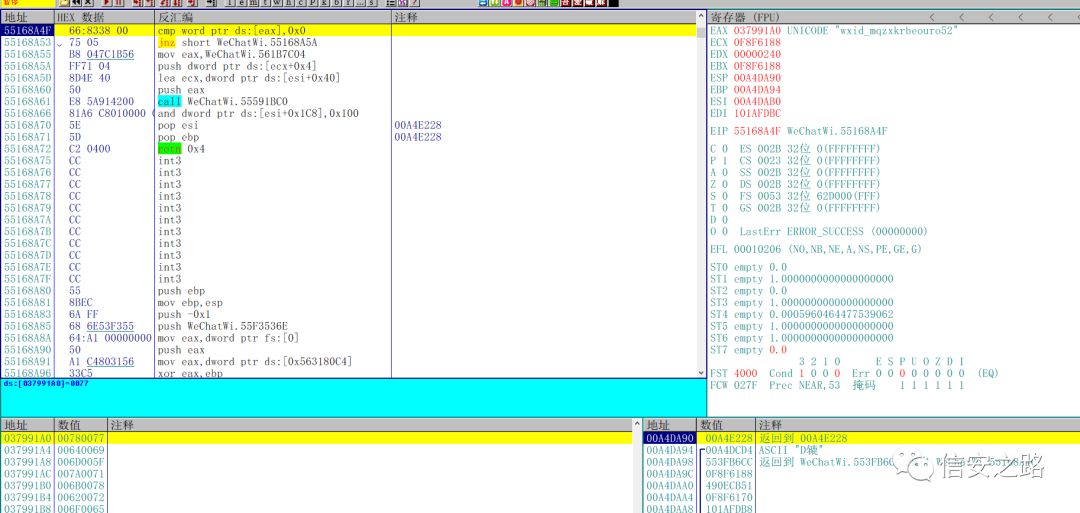 暂停
l e m t w h c P k b r ... s
地址 HEX 数据 反汇编 注释
55168A4F 66:8338 00 cmp word ptr ds:[eax],0x0
55168A53 75 05 jnz short WeChatWi.55168A5A
55168A55 B8 047C1B56 mov eax,WeChatWi.561B7C04
55168A5A FF71 04 push dword ptr ds:[ecx+0x4]
55168A5D 8D4E 40 lea ecx,dword ptr ds:[esi+0x40]
55168A60 50 push eax
55168A61 E8 5A914200 call WeChatWi.55591BC0
55168A66 81A6 C8010000 0 and dword ptr ds:[esi+0x1C8],0x100
55168A70 5E pop esi 00A4E228
55168A71 5D pop ebp 00A4E228
55168A72 C2 0400 retn 0x4
55168A75 CC int3
55168A76 CC int3
55168A77 CC int3
55168A78 CC int3
55168A79 CC int3
55168A7A CC int3
55168A7B CC int3
55168A7C CC int3
55168A7D CC int3
55168A7E CC int3
55168A7F CC int3
55168A80 55 push ebp
55168A81 8BEC mov ebp,esp
55168A83 6A FF push -0x1
55168A85 68 6E53F355 push WeChatWi.55F3536E
55168A8A 64:A1 00000000 mov eax,dword ptr fs:[0]
55168A90 50 push eax
55168A91 A1 C4803156 mov eax,dword ptr ds:[0x563180C4]
55168A96 33C5 xor eax,ebp
ds:[037991A0]=0077
寄存器 (FPU) < < < < <
EAX 037991A0 UNICODE "wxid_mqzxkrbeouro52"
ECX 0F8F6188
EDX 00000240
EBX 0F8F6188
ESP 00A4DA90
EBP 00A4DA94
ESI 00A4DAB0
EDI 101AFDBC
EIP 55168A4F WeChatWi.55168A4F
C 0 ES 002B 32位 0(FFFFFFFF)
P 1 CS 0023 32位 0(FFFFFFFF)
A 0 SS 002B 32位 0(FFFFFFFF)
Z 0 DS 002B 32位 0(FFFFFFFF)
S 0 FS 0053 32位 62D000(FFF)
T 0 GS 002B 32位 0(FFFFFFFF)
D 0
O 0 LastErr ERROR_SUCCESS (00000000)
EFL 00010206 (NO,NB,NE,A,NS,PE,GE,G)
ST0 empty 0.0
ST1 empty 1.0000000000000000000
ST2 empty 0.0
ST3 empty 1.0000000000000000000
ST4 empty 0.0005960464477539062
ST5 empty 1.0000000000000000000
ST6 empty 1.0000000000000000000
ST7 empty 0.0
3 2 1 0 E S P U O Z D I
FST 4000 Cond 1 0 0 0 Err 0 0 0 0 0 0 0 0 (EQ)
FCW 027F Prec NEAR,53 掩码 1 1 1 1 1 1
地址 数值 注释
037991A0 00780077
037991A4 00640069
037991A8 006D005F
037991AC 007A0071
037991B0 006B0078
037991B4 00620072
037991B8 006F0065
地址 数值 注释
00A4DA90 00A4E228 返回到 00A4E228
00A4DA94 00A4DCD4 ASCII "D辘"
00A4DA98 553FB6CC 返回到 WeChatWi.553FB6
00A4DA9C 0F8F6188
00A4DAA0 490ECB51
00A4DAA4 0F8F6170
00A4DAA8 101AFDB8
信安之路